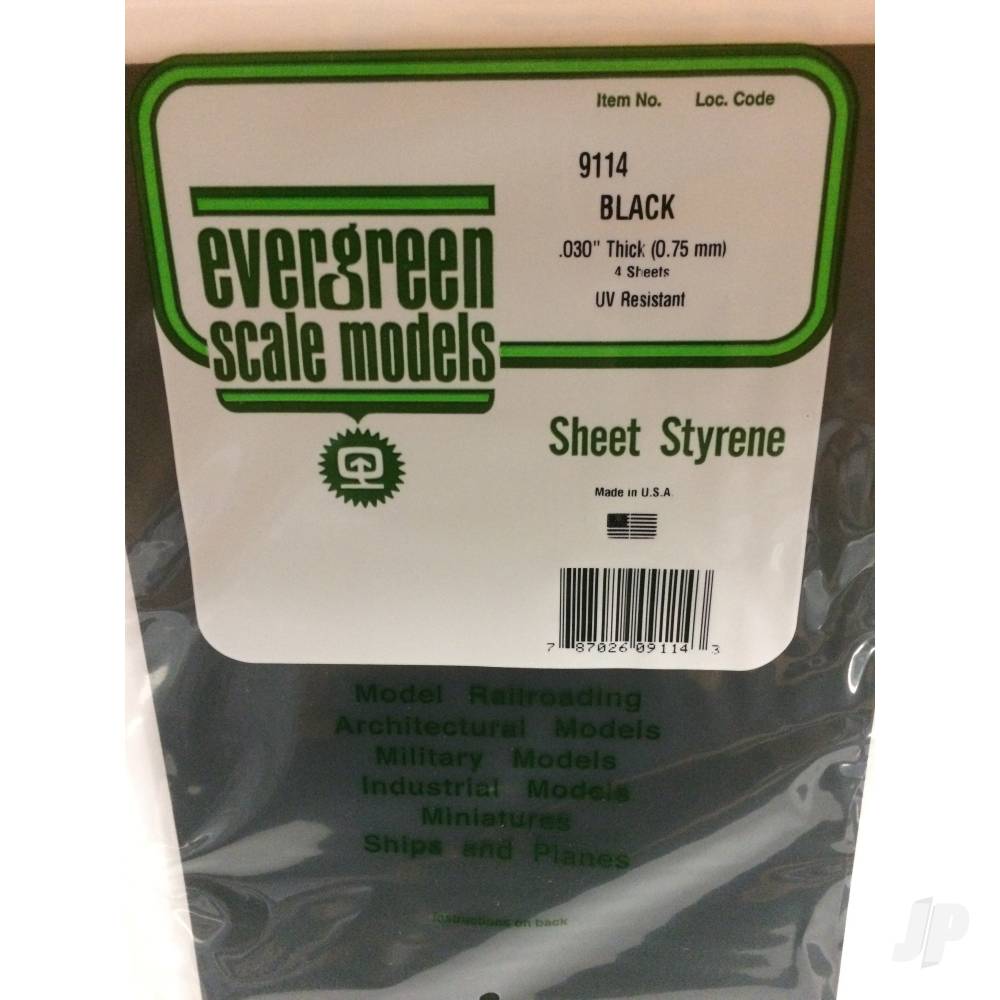 Item No. Loc. Code
9114
BLACK
.030" Thick (0.75 mm)
4 Sheets
UV Resistant
evergreen
scale models
Sheet Styrene
Made in U.S.A.
7 87026 09114 3
Model Railroading
Architectural Models
Military Models
Industrial Models
Miniatures
Ships and Planes
Instructions on back
JP